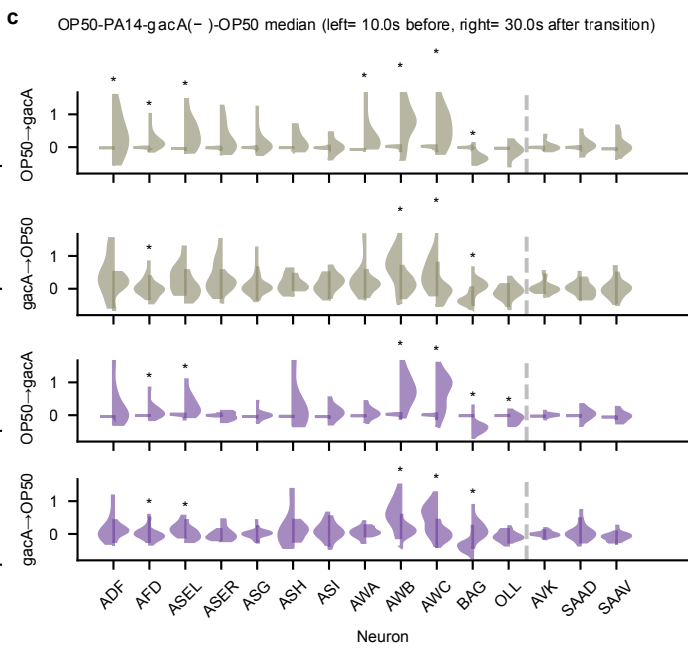 c
OP50-PA14-gacA(−)-OP50 median (left= 10.0s before, right= 30.0s after transition)
* * * * * * *
OP50→gacA
1
0
* * * *
gacA→OP50
1
0
* * * * * *
OP50→gacA
1
0
* * * * *
gacA→OP50
1
0
ADF AFD ASEL ASER ASG ASH ASI AWA AWB AWC BAG OLL AVK SAAD SAAV
Neuron